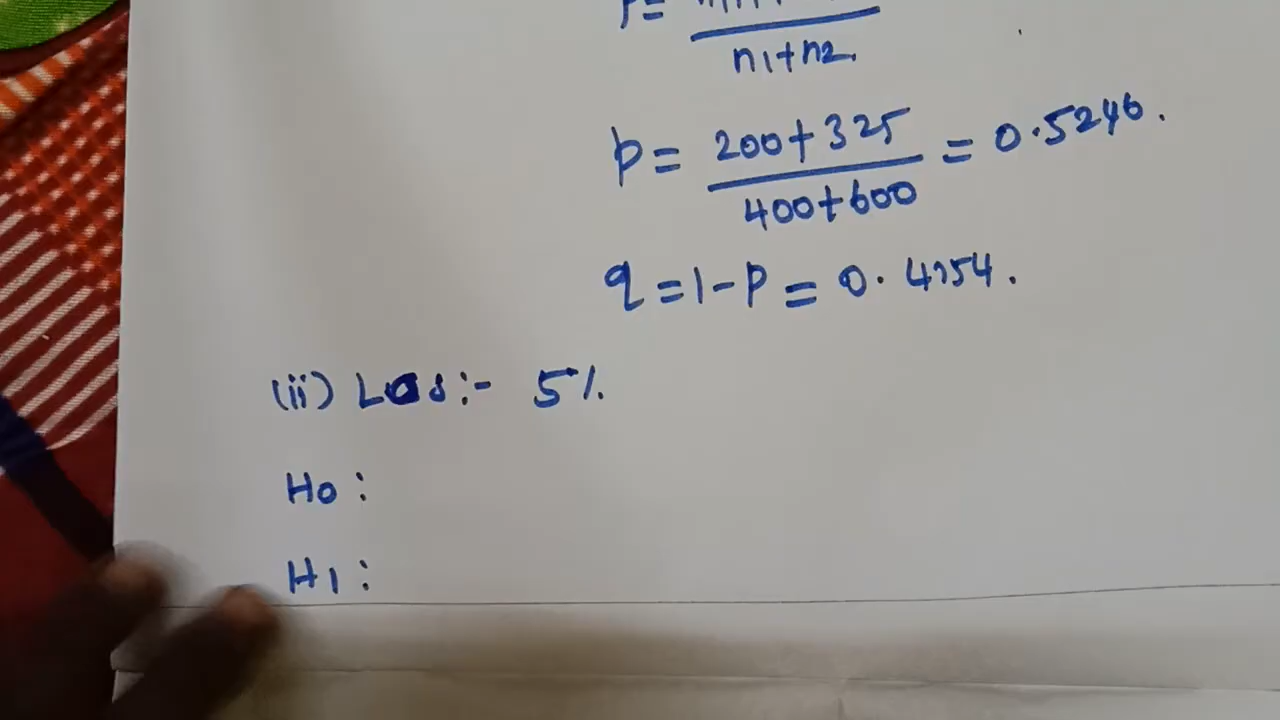 n1+n2
p = 200+325 / 400+600 = 0.5246.
q = 1-p = 0.4754.
(ii) Los:- 5%.
H0 :
H1 :